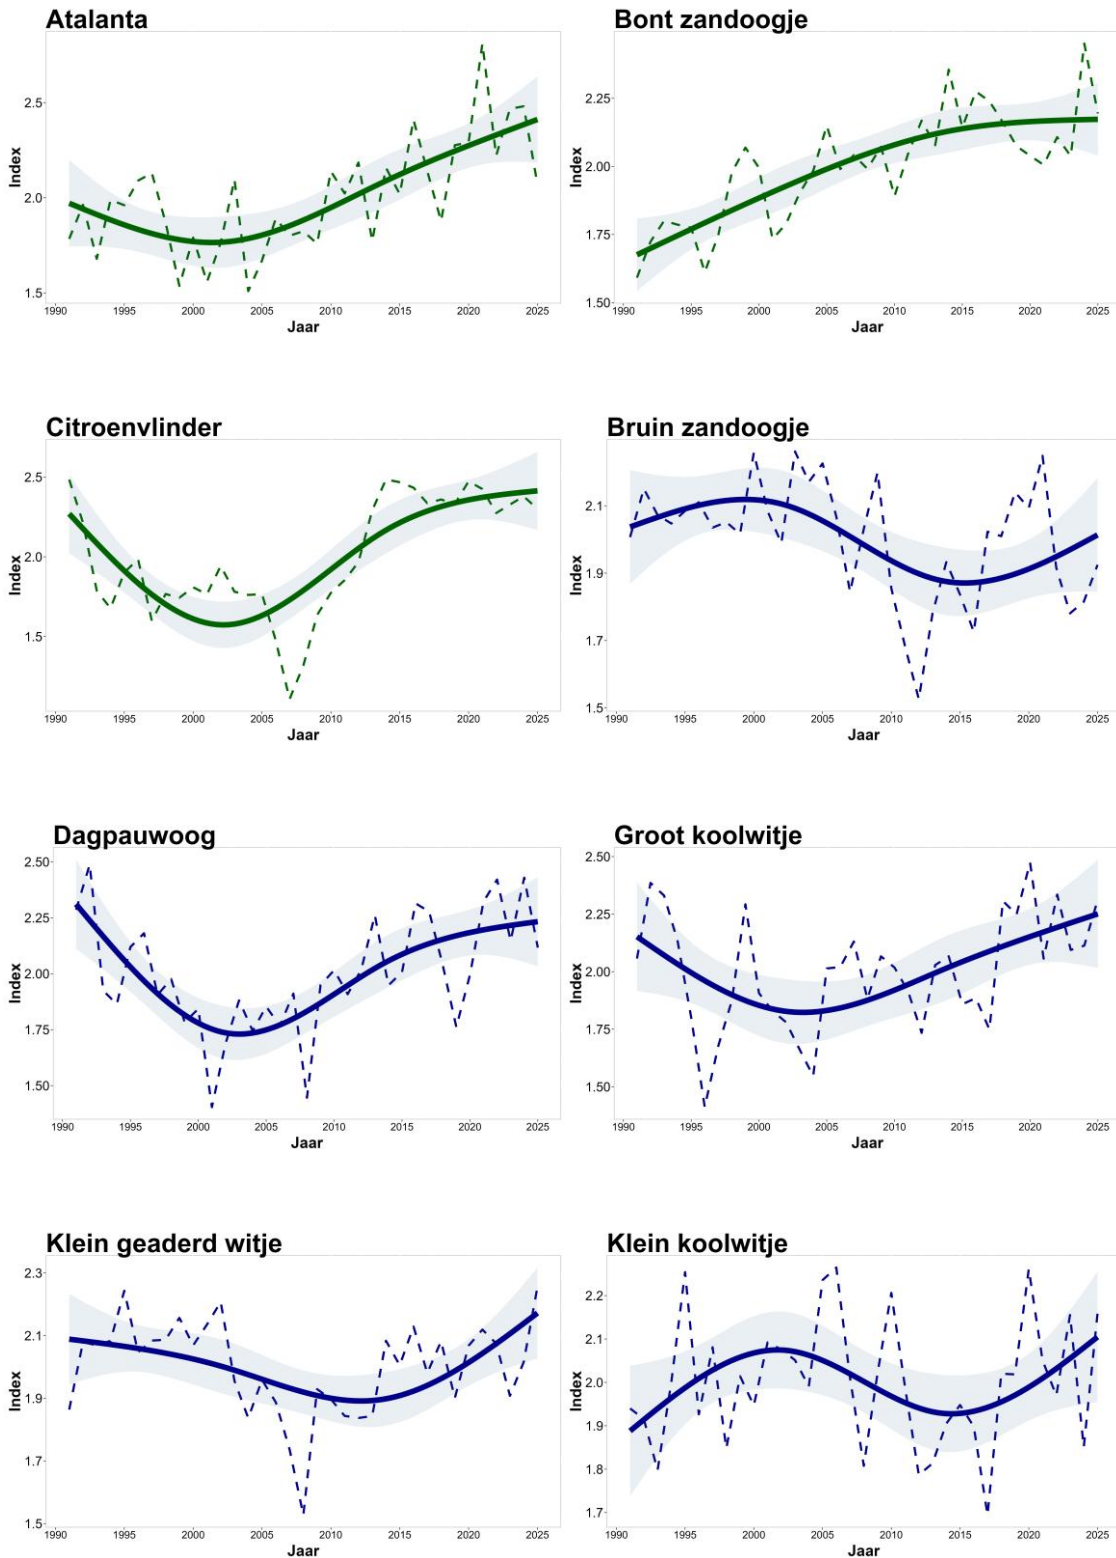 Atalanta
Index
2.5
2.0
1.5
1990 1995 2000 2005 2010 2015 2020 2025
Jaar
Bont zandoogje
Index
2.25
2.00
1.75
1.50
1990 1995 2000 2005 2010 2015 2020 2025
Jaar
Citroenvlinder
Index
2.5
2.0
1.5
1990 1995 2000 2005 2010 2015 2020 2025
Jaar
Bruin zandoogje
Index
2.1
1.9
1.7
1.5
1990 1995 2000 2005 2010 2015 2020 2025
Jaar
Dagpauwoog
Index
2.50
2.25
2.00
1.75
1.50
1990 1995 2000 2005 2010 2015 2020 2025
Jaar
Groot koolwitje
Index
2.50
2.25
2.00
1.75
1.50
1990 1995 2000 2005 2010 2015 2020 2025
Jaar
Klein geaderd witje
Index
2.3
2.1
1.9
1.7
1.5
1990 1995 2000 2005 2010 2015 2020 2025
Jaar
Klein koolwitje
Index
2.2
2.1
2.0
1.9
1.8
1.7
1990 1995 2000 2005 2010 2015 2020 2025
Jaar